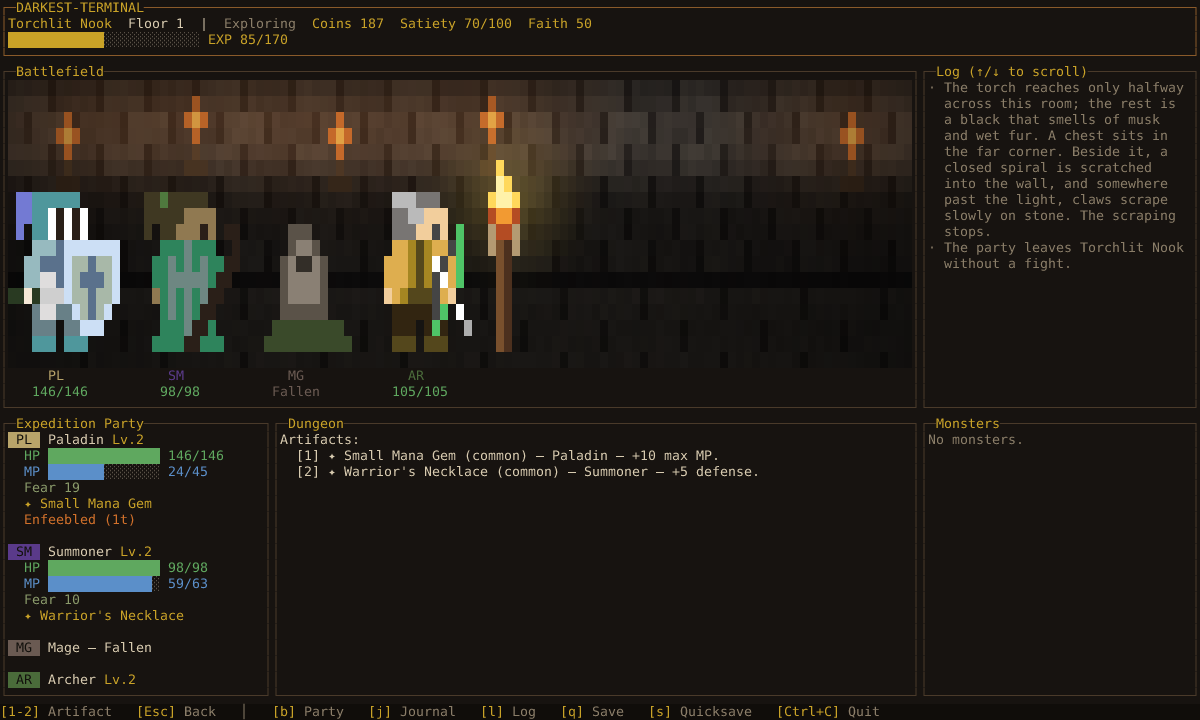 DARKEST-TERMINAL
Torchlit Nook  Floor 1  |  Exploring  Coins 187  Satiety 70/100  Faith 50
EXP 85/170
Battlefield
PL  SM  MG  AR
146/146  98/98  Fallen  105/105
Log (↑/↓ to scroll)
· The torch reaches only halfway
across this room; the rest is
a black that smells of musk
and wet fur. A chest sits in
the far corner. Beside it, a
closed spiral is scratched
into the wall, and somewhere
past the light, claws scrape
slowly on stone. The scraping
stops.
· The party leaves Torchlit Nook
without a fight.
Expedition Party
PL  Paladin Lv.2
HP  146/146
MP  24/45
Fear 19
✦ Small Mana Gem
Enfeebled (1t)
SM  Summoner Lv.2
HP  98/98
MP  59/63
Fear 10
✦ Warrior's Necklace
MG  Mage — Fallen
AR  Archer Lv.2
Dungeon
Artifacts:
[1] ✦ Small Mana Gem (common) — Paladin — +10 max MP.
[2] ✦ Warrior's Necklace (common) — Summoner — +5 defense.
Monsters
No monsters.
[1-2] Artifact  [Esc] Back  |  [b] Party  [j] Journal  [l] Log  [q] Save  [s] Quicksave  [Ctrl+C] Quit